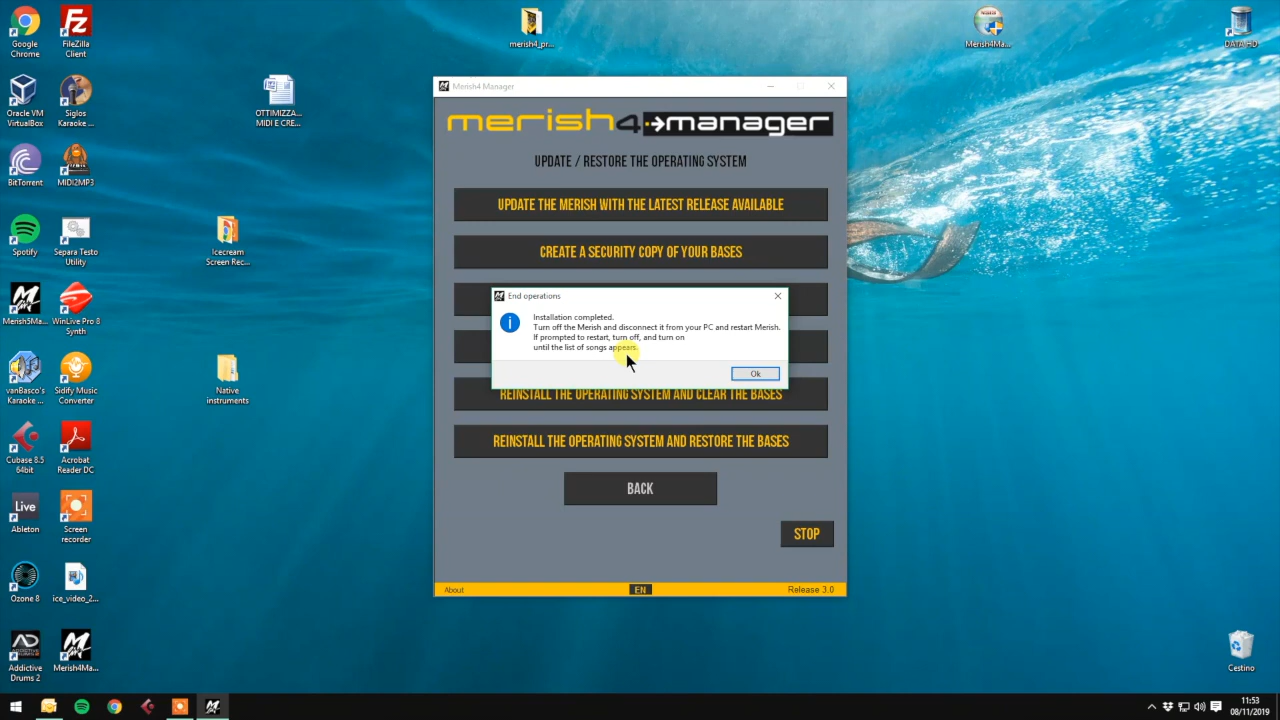 Google
Chrome
FileZilla
Client
merish4_pr...
Merish4Ma...
DATA HD
Oracle VM
VirtualBox
Siglos
Karaoke ...
OTTIMIZZA...
MIDI E CRE...
BitTorrent
MIDI2MP3
Spotify
Separa Testo
Utility
Icecream
Screen Rec...
Merish5Ma...
WinLive Pro 8
Synth
vanBasco's
Karaoke ...
Sidify Music
Converter
Native
instruments
Cubase 8.5
64bit
Acrobat
Reader DC
Live
Ableton
Screen
recorder
Ozone 8
ice_video_2...
AD
Addictive
Drums 2
Merish4Ma...
Cestino
Merish4 Manager
merish4 manager
UPDATE / RESTORE THE OPERATING SYSTEM
UPDATE THE MERISH WITH THE LATEST RELEASE AVAILABLE
CREATE A SECURITY COPY OF YOUR BASES
End operations
Installation completed.
Turn off the Merish and disconnect it from your PC and restart Merish.
If prompted to restart, turn off, and turn on
until the list of songs appears.
Ok
REINSTALL THE OPERATING SYSTEM AND CLEAR THE BASES
REINSTALL THE OPERATING SYSTEM AND RESTORE THE BASES
BACK
STOP
About
EN
Release 3.0
11:53
08/11/2019